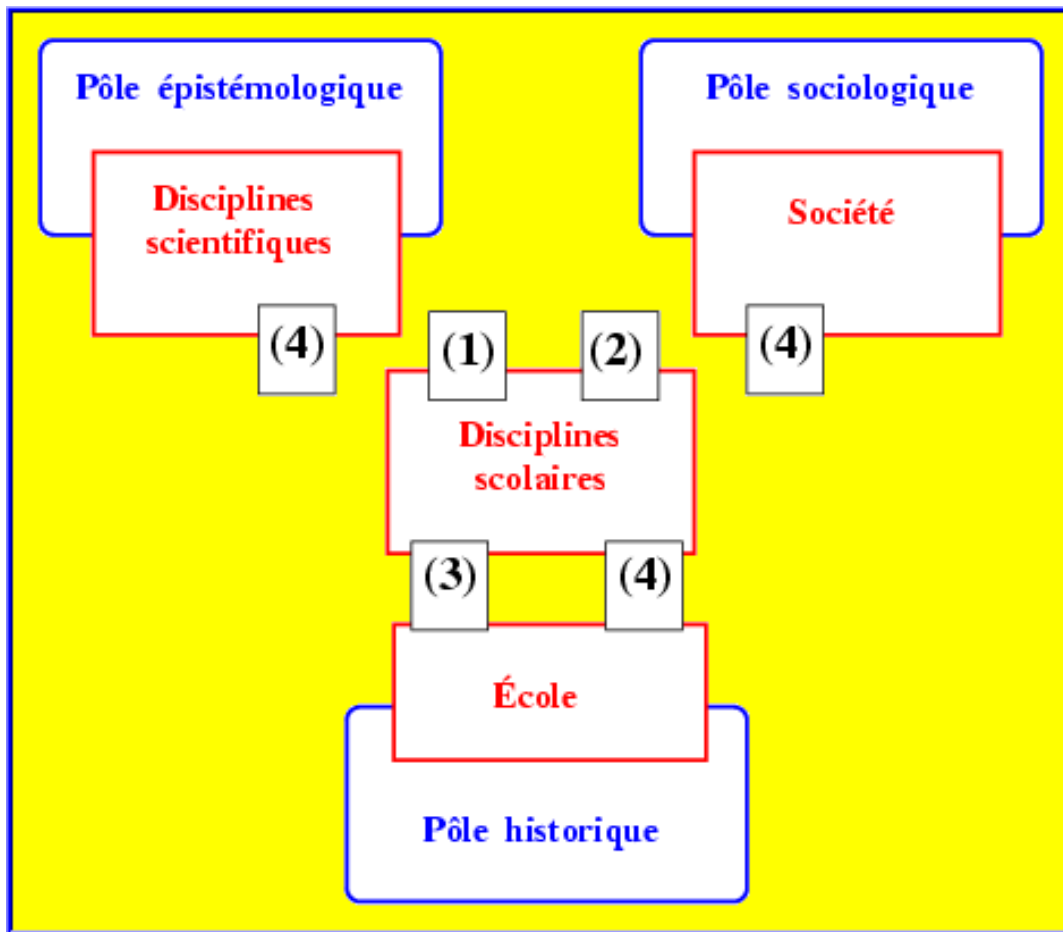 Pôle épistémologique
Pôle sociologique
Disciplines
scientifiques
Société
(4)
(1)
(2)
(4)
Disciplines
scolaires
(3)
(4)
École
Pôle historique